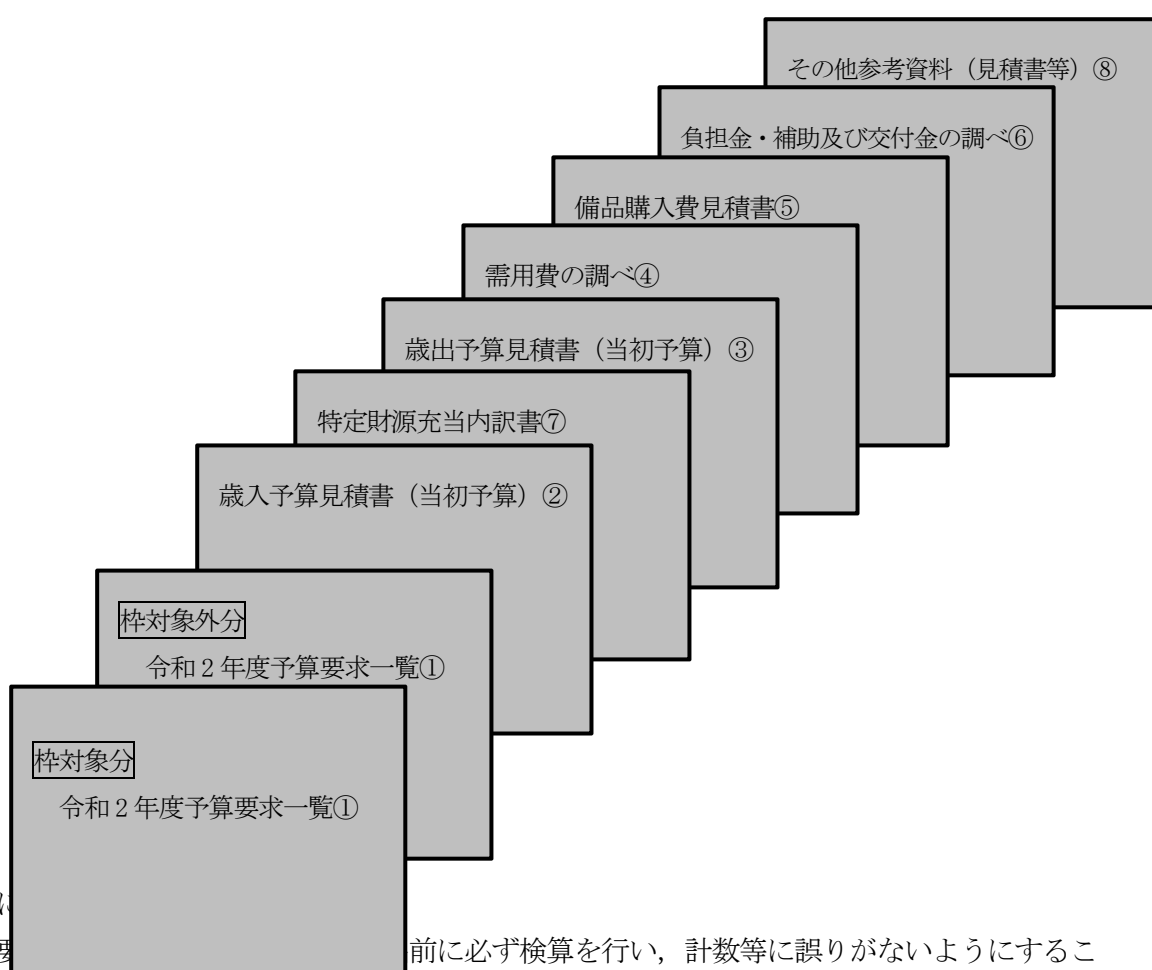 その他参考資料（見積書等）⑧
負担金・補助及び交付金の調べ⑥
備品購入費見積書⑤
需用費の調べ④
歳出予算見積書（当初予算）③
特定財源充当内訳書⑦
歳入予算見積書（当初予算）②
枠対象外分
令和２年度予算要求一覧①
枠対象分
令和２年度予算要求一覧①
前に必ず検算を行い，計数等に誤りがないようにするこ